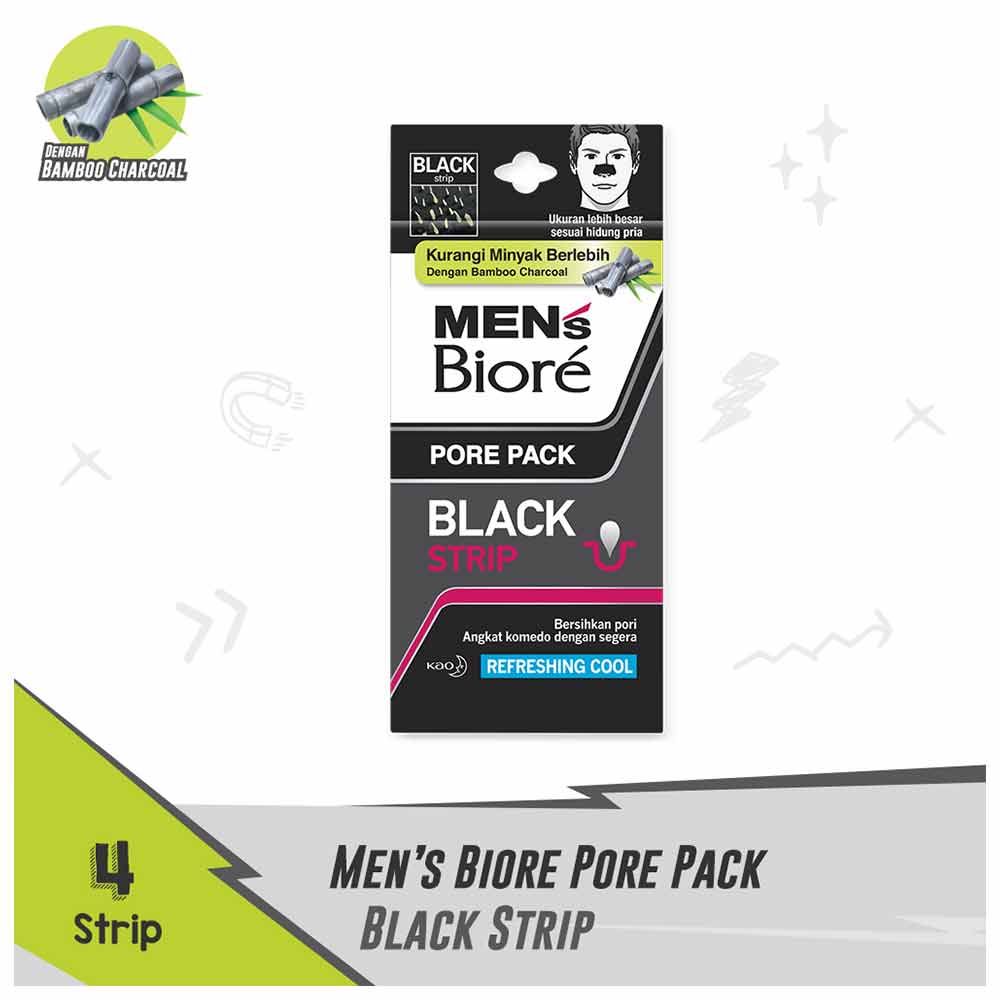 DENGAN
BAMBOO CHARCOAL
BLACK
strip
Ukuran lebih besar
sesuai hidung pria
Kurangi Minyak Berlebih
Dengan Bamboo Charcoal
MEN's
Bioré
PORE PACK
BLACK
STRIP
Bersihkan pori
Angkat komedo dengan segera
Kao
REFRESHING COOL
4
Strip
MEN'S BIORE PORE PACK
BLACK STRIP